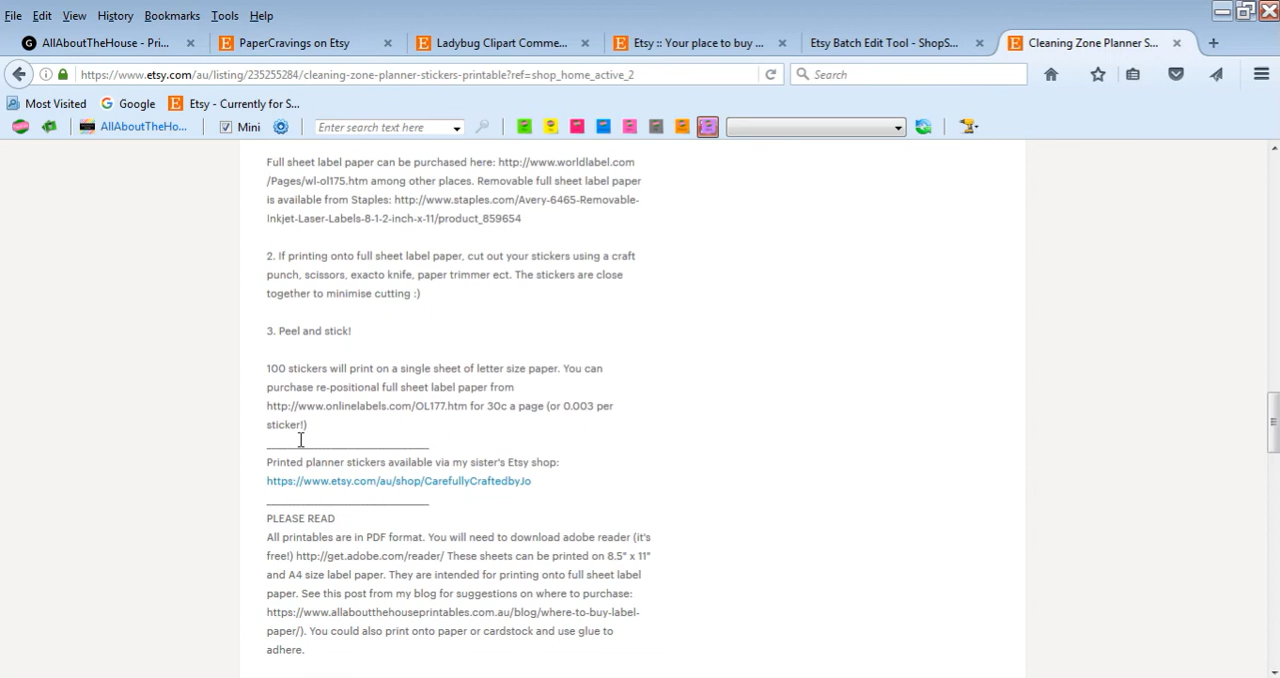 File Edit View History Bookmarks Tools Help
AllAboutTheHouse - Pri...
PaperCravings on Etsy
Ladybug Clipart Comme...
Etsy :: Your place to buy ...
Etsy Batch Edit Tool - ShopS...
Cleaning Zone Planner S...
https://www.etsy.com/au/listing/235255284/cleaning-zone-planner-stickers-printable?ref=shop_home_active_2
Search
Most Visited Google Etsy - Currently for S...
AllAboutTheHo... Mini Enter search text here
Full sheet label paper can be purchased here: http://www.worldlabel.com
/Pages/wl-ol175.htm among other places. Removable full sheet label paper
is available from Staples: http://www.staples.com/Avery-6465-Removable-
Inkjet-Laser-Labels-8-1-2-inch-x-11/product_859654
2. If printing onto full sheet label paper, cut out your stickers using a craft
punch, scissors, exacto knife, paper trimmer ect. The stickers are close
together to minimise cutting :)
3. Peel and stick!
100 stickers will print on a single sheet of letter size paper. You can
purchase re-positional full sheet label paper from
http://www.onlinelabels.com/OL177.htm for 30c a page (or 0.003 per
sticker!)
Printed planner stickers available via my sister's Etsy shop:
https://www.etsy.com/au/shop/CarefullyCraftedbyJo
PLEASE READ
All printables are in PDF format. You will need to download adobe reader (it's
free!) http://get.adobe.com/reader/ These sheets can be printed on 8.5" x 11"
and A4 size label paper. They are intended for printing onto full sheet label
paper. See this post from my blog for suggestions on where to purchase:
https://www.allaboutthehouseprintables.com.au/blog/where-to-buy-label-
paper/). You could also print onto paper or cardstock and use glue to
adhere.